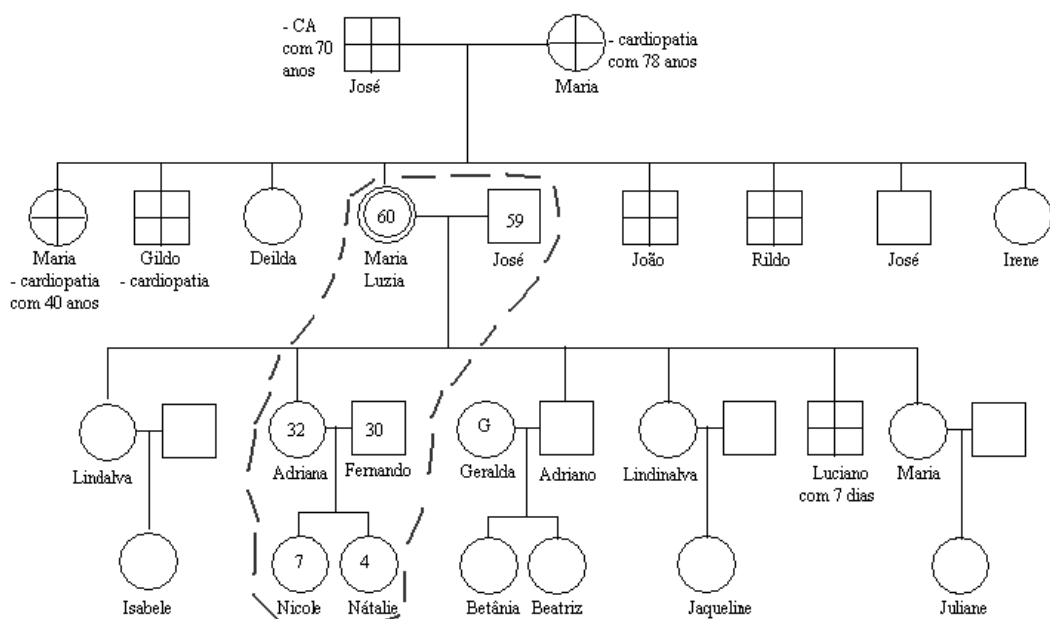 - CA
com 70
anos
José
- cardiopatia
com 78 anos
Maria
Maria
- cardiopatia
com 40 anos
Gildo
- cardiopatia
Deilda
60
Maria
Luzia
59
José
João
Rildo
José
Irene
Lindalva
32
Adriana
30
Fernando
G
Geralda
Adriano
Lindinalva
Luciano
com 7 dias
Maria
Isabele
7
Nicole
4
Nátalie
Betânia
Beatriz
Jaqueline
Juliane